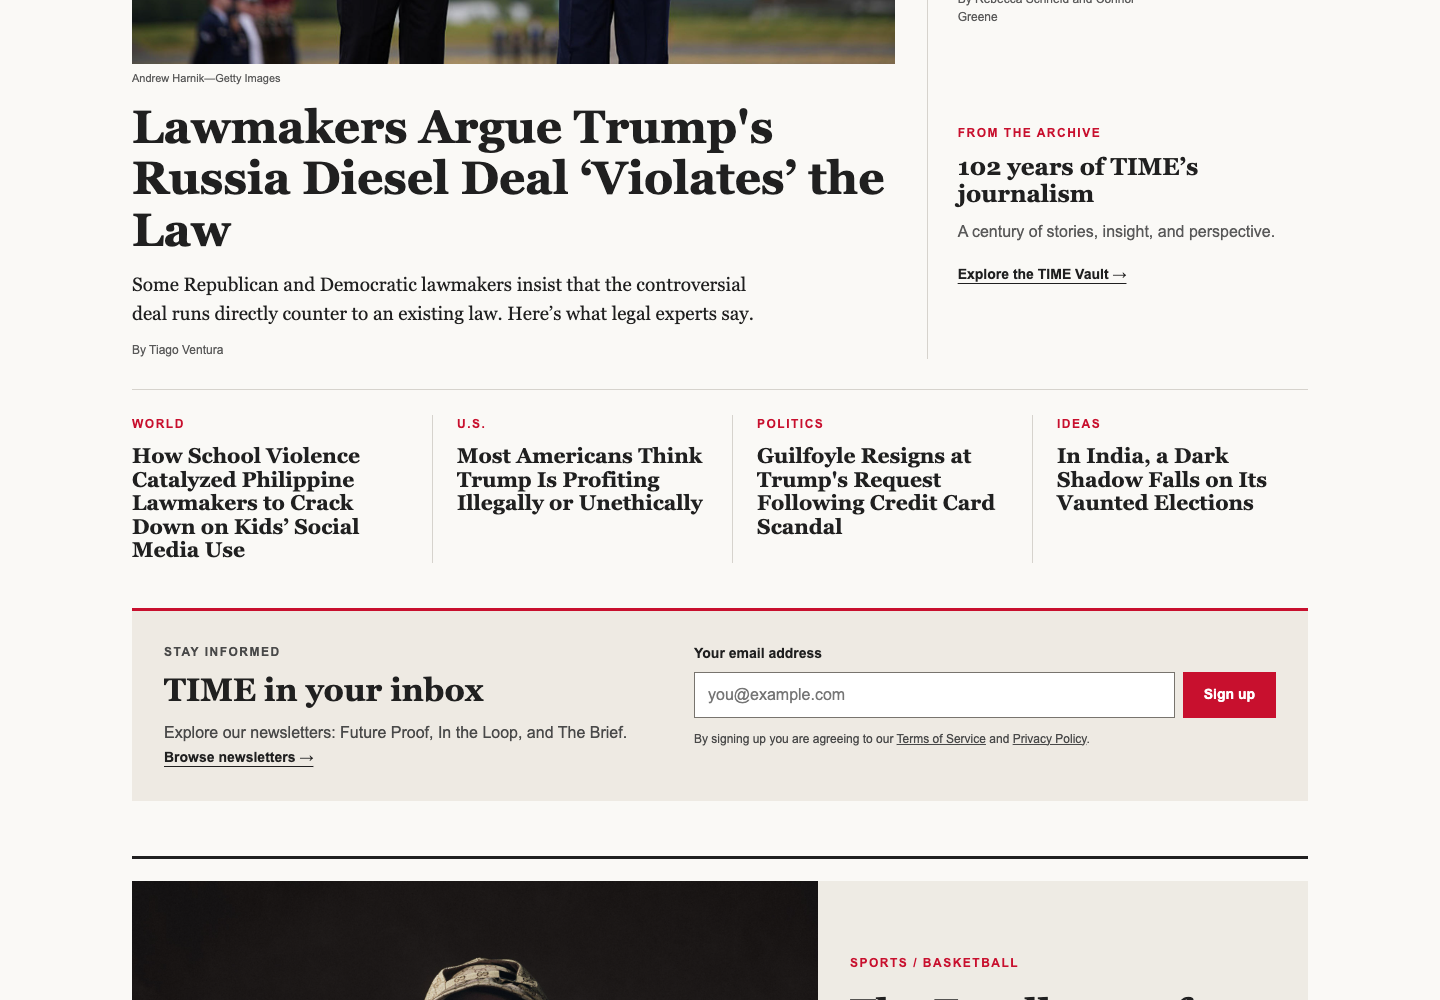 By Rebecca Schneid and Connor
Greene
Andrew Harnik—Getty Images
Lawmakers Argue Trump's
Russia Diesel Deal ‘Violates’ the
Law
Some Republican and Democratic lawmakers insist that the controversial
deal runs directly counter to an existing law. Here’s what legal experts say.
By Tiago Ventura
FROM THE ARCHIVE
102 years of TIME’s
journalism
A century of stories, insight, and perspective.
Explore the TIME Vault →
WORLD
How School Violence
Catalyzed Philippine
Lawmakers to Crack
Down on Kids’ Social
Media Use
U.S.
Most Americans Think
Trump Is Profiting
Illegally or Unethically
POLITICS
Guilfoyle Resigns at
Trump's Request
Following Credit Card
Scandal
IDEAS
In India, a Dark
Shadow Falls on Its
Vaunted Elections
STAY INFORMED
TIME in your inbox
Explore our newsletters: Future Proof, In the Loop, and The Brief.
Browse newsletters →
Your email address
you@example.com
Sign up
By signing up you are agreeing to our Terms of Service and Privacy Policy.
SPORTS / BASKETBALL